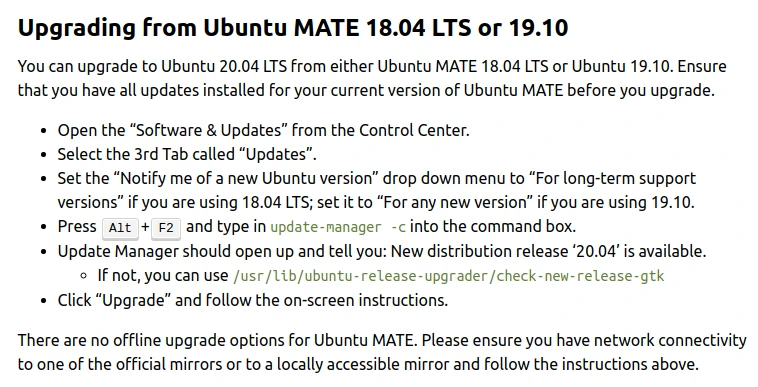 Upgrading from Ubuntu MATE 18.04 LTS or 19.10
You can upgrade to Ubuntu 20.04 LTS from either Ubuntu MATE 18.04 LTS or Ubuntu 19.10. Ensure
that you have all updates installed for your current version of Ubuntu MATE before you upgrade.
• Open the “Software & Updates” from the Control Center.
• Select the 3rd Tab called “Updates”.
• Set the “Notify me of a new Ubuntu version” drop down menu to “For long-term support
versions” if you are using 18.04 LTS; set it to “For any new version” if you are using 19.10.
• Press Alt + F2 and type in update-manager -c into the command box.
• Update Manager should open up and tell you: New distribution release ‘20.04’ is available.
◦ If not, you can use /usr/lib/ubuntu-release-upgrader/check-new-release-gtk
• Click “Upgrade” and follow the on-screen instructions.
There are no offline upgrade options for Ubuntu MATE. Please ensure you have network connectivity
to one of the official mirrors or to a locally accessible mirror and follow the instructions above.